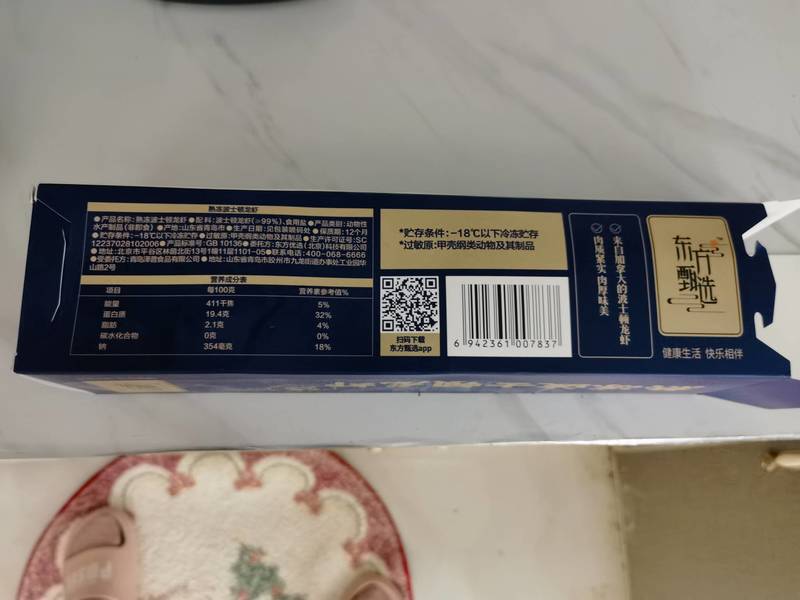 熟冻波士顿龙虾
●产品名称:熟冻波士顿龙虾 ●配料:波士顿龙虾(≥99%)、食用盐 ●产品类别:动物性
水产制品(非即食) ●产地:山东省青岛市 ●生产日期:见包装喷码处 ●保质期:12个月
●贮存条件:-18℃以下冷冻贮存 ●过敏原:甲壳纲类动物及其制品 ●生产许可证号:SC
12237028102006 ●产品标准号:GB 10136 ●委托方:东方优选(北京)科技有限公司
●地址:北京市平谷区林荫北街13号1幢11层1101-05 ●联系电话:400-068-6666
●地址:山东省青岛市胶州市九龙街道办事处工业园华
山路2号
营养成分表
项目 每100克 营养素参考值%
能量 411千焦 5%
蛋白质 19.4克 32%
脂肪 2.1克 4%
碳水化合物 0克 0%
钠 354毫克 18%
*贮存条件:-18℃以下冷冻贮存
*过敏原:甲壳纲类动物及其制品
扫码下载
东方甄选app
6 942361 007837
来自加拿大的波士顿龙虾
肉质紧实 肉厚味美
东方
甄选
健康生活 快乐相伴